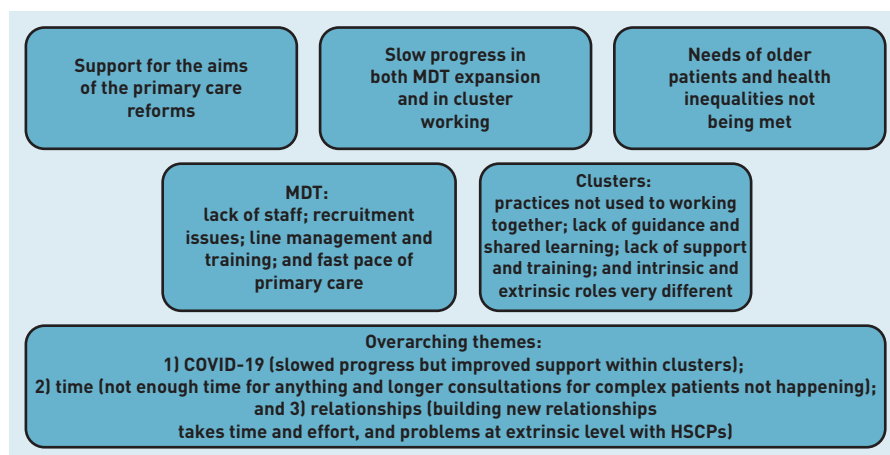 Support for the aims
of the primary care
reforms
Slow progress in
both MDT expansion
and in cluster
working
Needs of older
patients and health
inequalities not
being met
MDT:
lack of staff; recruitment
issues; line management and
training; and fast pace of
primary care
Clusters:
practices not used to working
together; lack of guidance and
shared learning; lack of support
and training; and intrinsic and
extrinsic roles very different
Overarching themes:
1) COVID-19 (slowed progress but improved support within clusters);
2) time (not enough time for anything and longer consultations for complex patients not happening);
and 3) relationships (building new relationships
takes time and effort, and problems at extrinsic level with HSCPs)